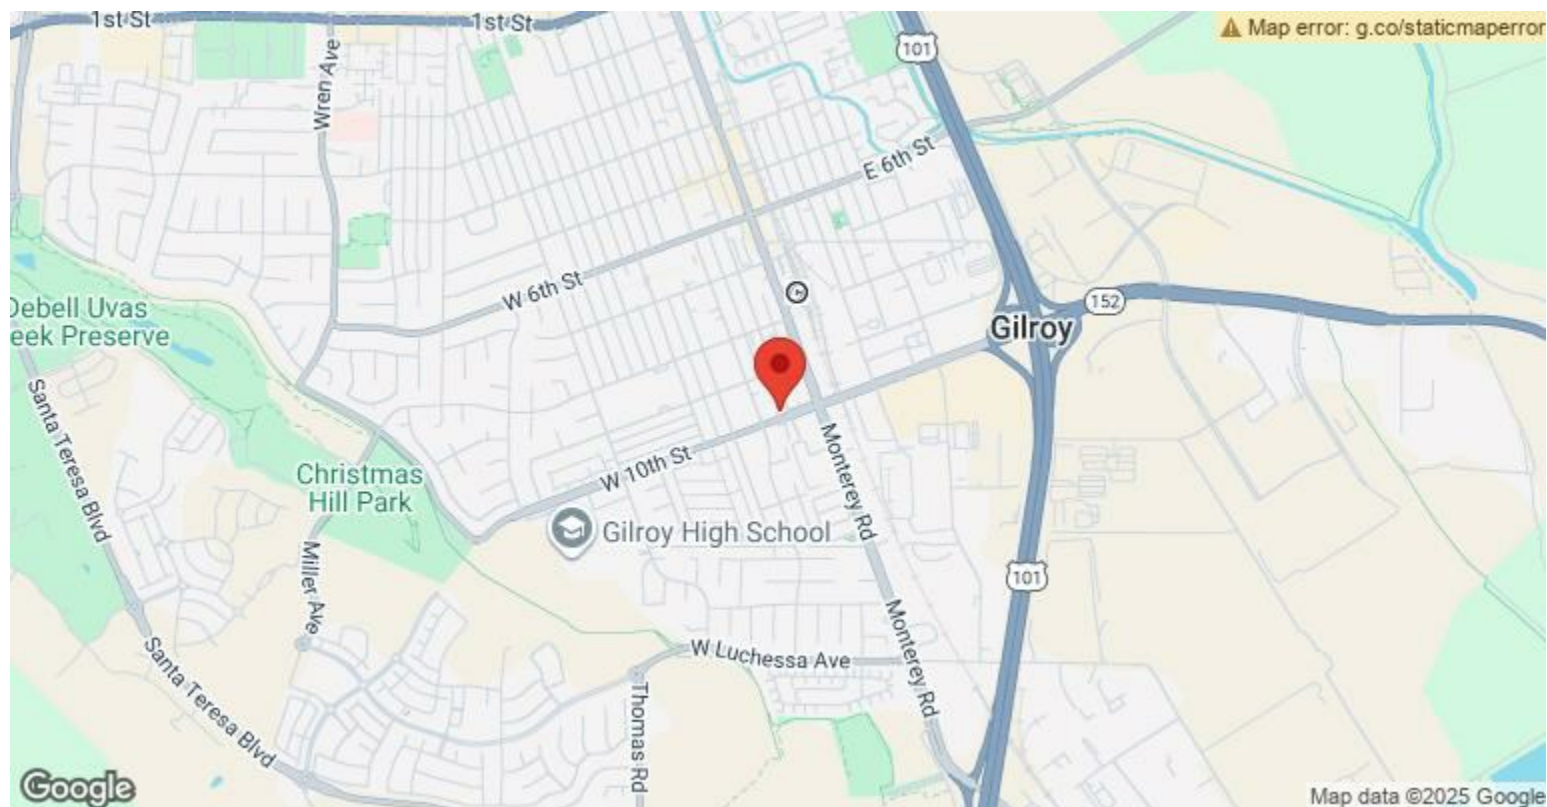 1st St
1st St
Map error: g.co/staticmaperror
101
Wren Ave
E 6th St
W 6th St
152
Gilroy
Debell Uvas
eek Preserve
Santa Teresa Blvd
Christmas
Hill Park
W 10th St
Monterey Rd
Gilroy High School
Miller Ave
101
Monterey Rd
W Luchessa Ave
Santa Teresa Blvd
Thomas Rd
Google
Map data ©2025 Google